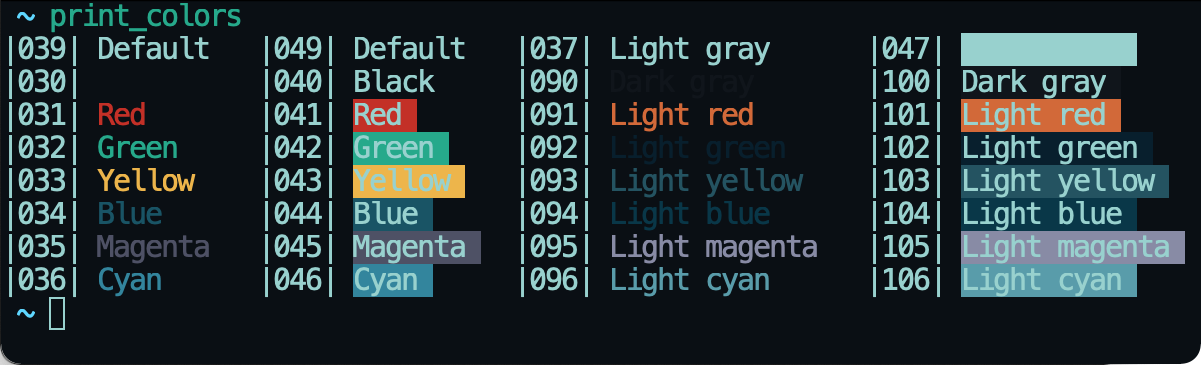 ~ print_colors
|039| Default |049| Default |037| Light gray |047|
|030| |040| Black |090| Dark gray |100| Dark gray
|031| Red |041| Red |091| Light red |101| Light red
|032| Green |042| Green |092| Light green |102| Light green
|033| Yellow |043| Yellow |093| Light yellow |103| Light yellow
|034| Blue |044| Blue |094| Light blue |104| Light blue
|035| Magenta |045| Magenta |095| Light magenta |105| Light magenta
|036| Cyan |046| Cyan |096| Light cyan |106| Light cyan
~